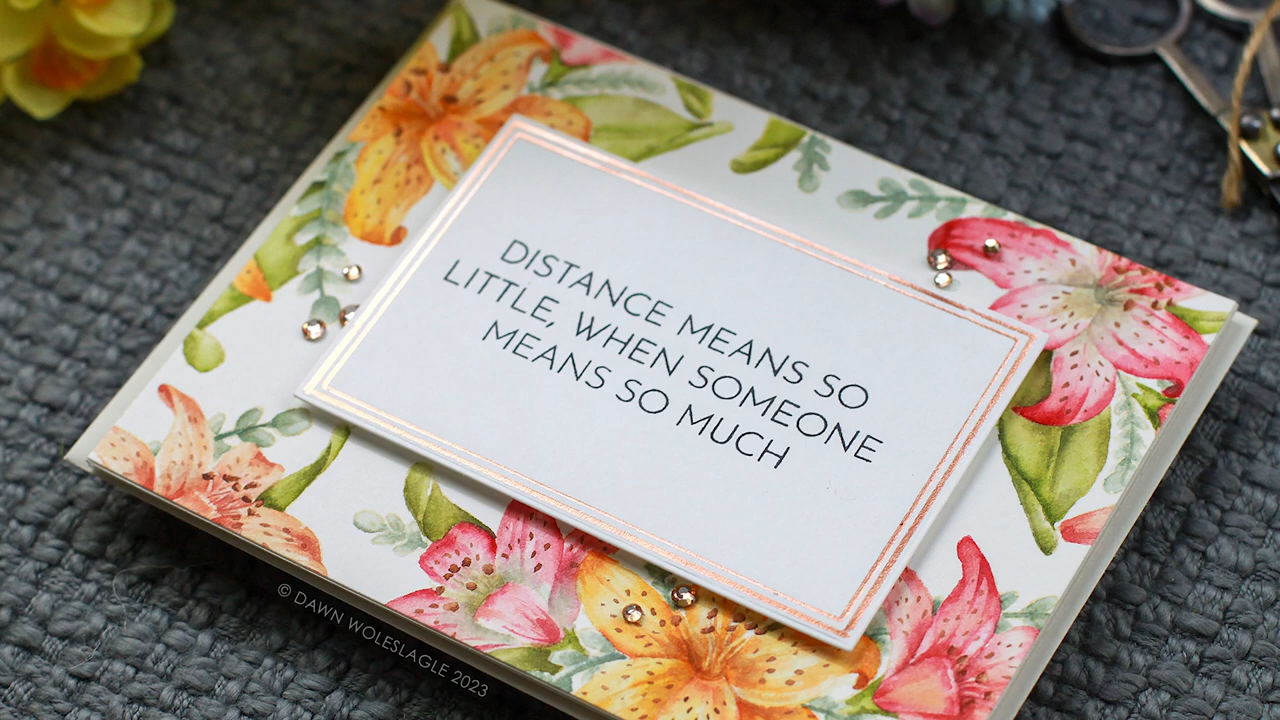 DISTANCE MEANS SO
LITTLE, WHEN SOMEONE
MEANS SO MUCH
© DAWN WOLESLAGLE 2023